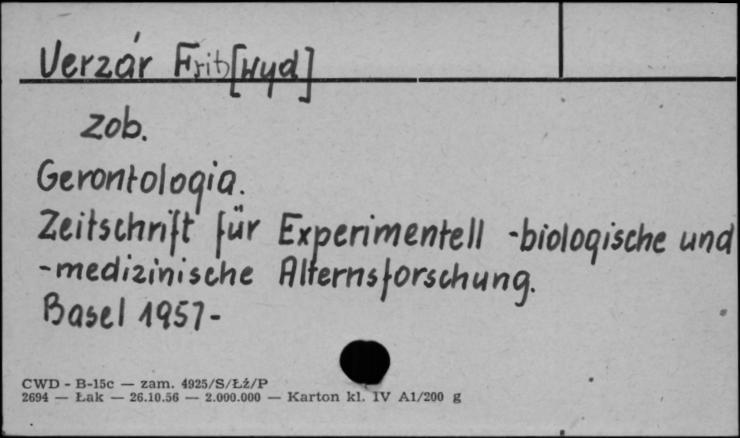 Verzár Fritz [Wyd]
zob.
Gerontologia.
Zeitschrift für Experimentell -biologische und
-medizinische Alternsforschung.
Basel 1957-
CWD - B-15c — zam. 4925/S/Łź/P
2694 — Łak — 26.10.56 — 2.000.000 — Karton kl. IV A1/200 g